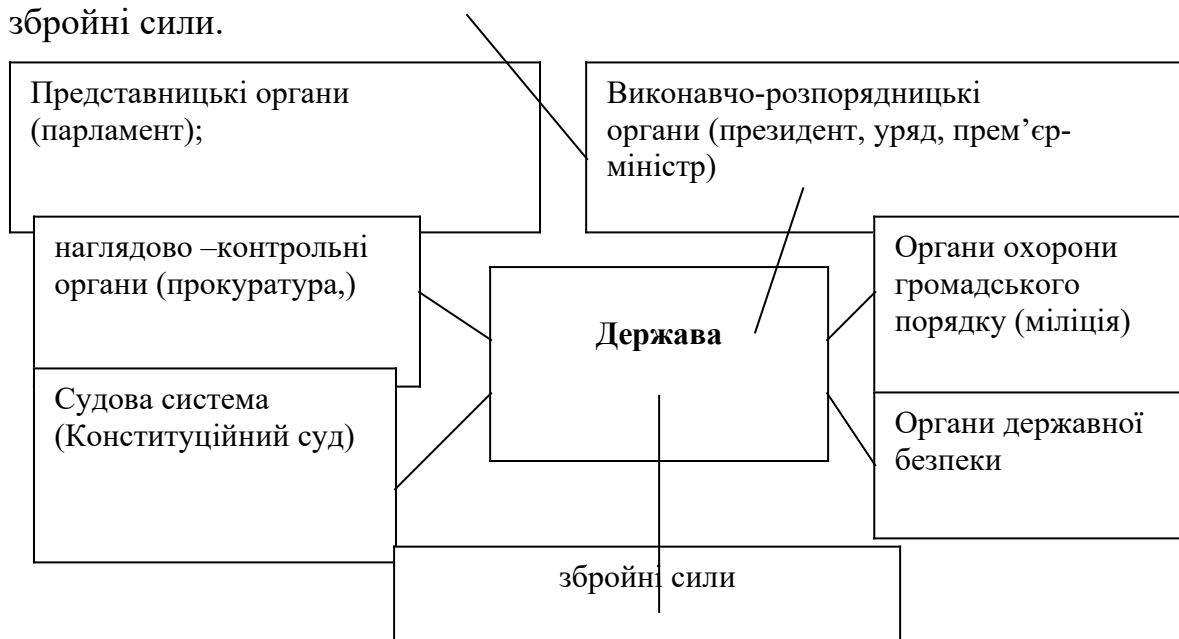 збройні сили.
Представницькі органи
(парламент);
Виконавчо-розпорядницькі
органи (президент, уряд, прем’єр-
міністр)
наглядово –контрольні
органи (прокуратура,)
Держава
Органи охорони
громадського
порядку (міліція)
Судова система
(Конституційний суд)
Органи державної
безпеки
збройні сили